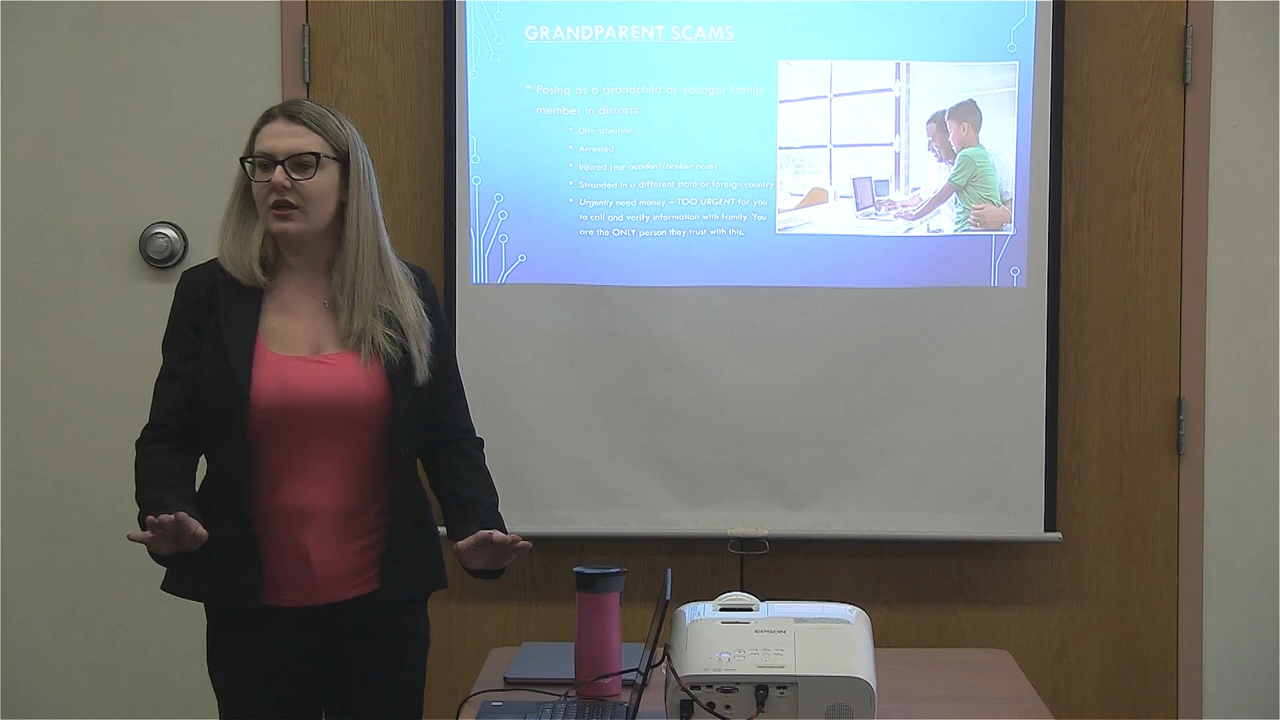 GRANDPARENT SCAMS
• Posing as a grandchild or younger family
member in distress
• Dire situation
• Arrested
• Injured (car accident/broken nose)
• Stranded in a different state or foreign country
• Urgently need money – TOO URGENT for you
to call and verify information with family. You
are the ONLY person they trust with this.
EPSON